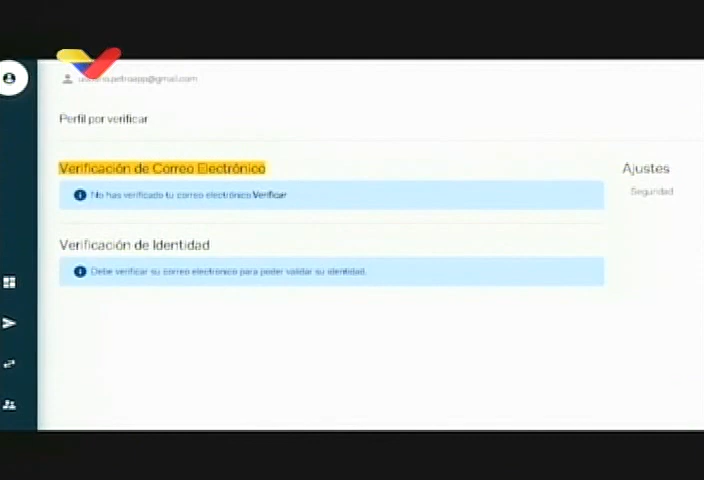 Perfil por verificar
Verificación de Correo Electrónico
No has verificado tu correo electrónico. Verificar
Verificación de Identidad
Debe verificar su correo electrónico para poder validar su identidad.
Ajustes
Seguridad